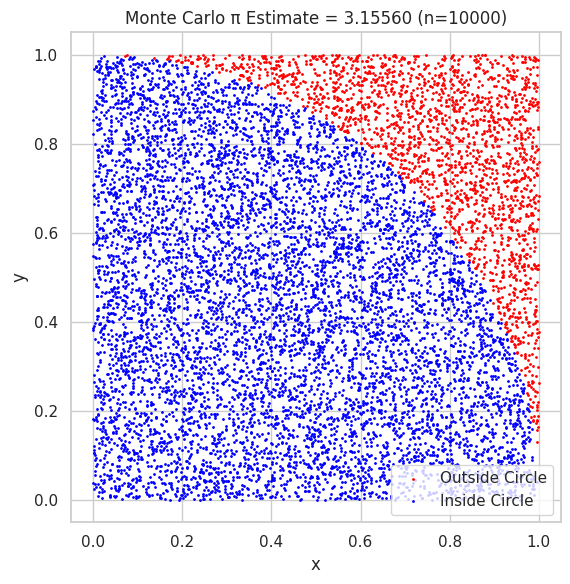 Monte Carlo π Estimate = 3.15560 (n=10000)
1.0
0.8
0.6
0.4
0.2
0.0
y
Outside Circle
Inside Circle
0.0 0.2 0.4 0.6 0.8 1.0
x